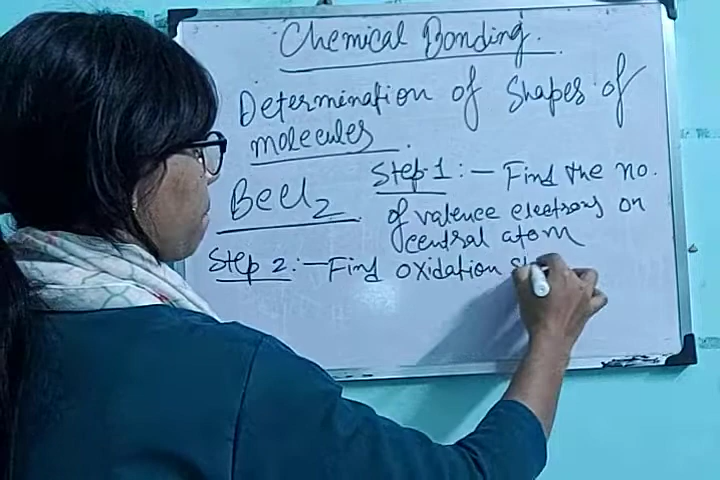 Chemical Bonding.
Determination of Shapes of
molecules.
BeCl2
Step-1:- Find the no.
of valence electrons on
central atom
Step 2:- Find oxidation